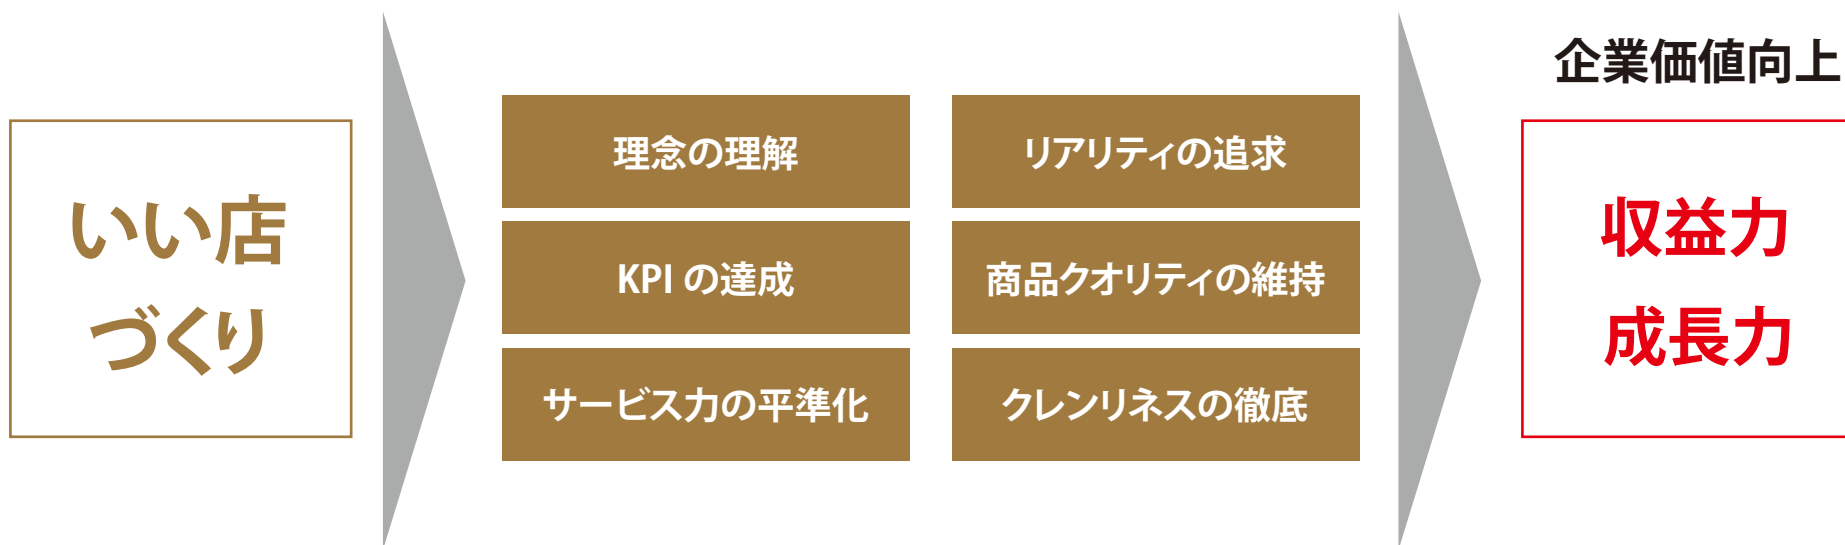 いい店
づくり
理念の理解
リアリティの追求
KPI の達成
商品クオリティの維持
サービス力の平準化
クレンリネスの徹底
企業価値向上
収益力
成長力